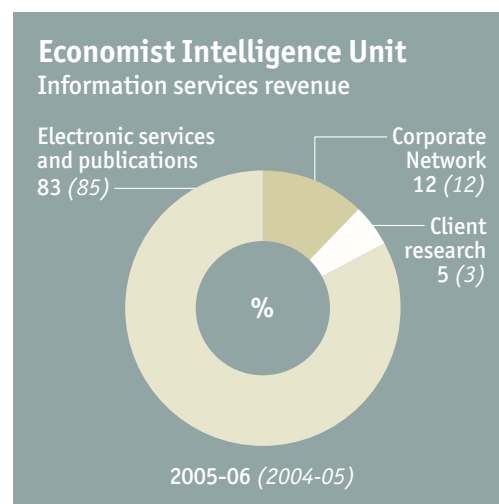 Economist Intelligence Unit
Information services revenue
Electronic services
and publications
83 (85)
Corporate
Network
12 (12)
Client
research
5 (3)
%
2005-06 (2004-05)